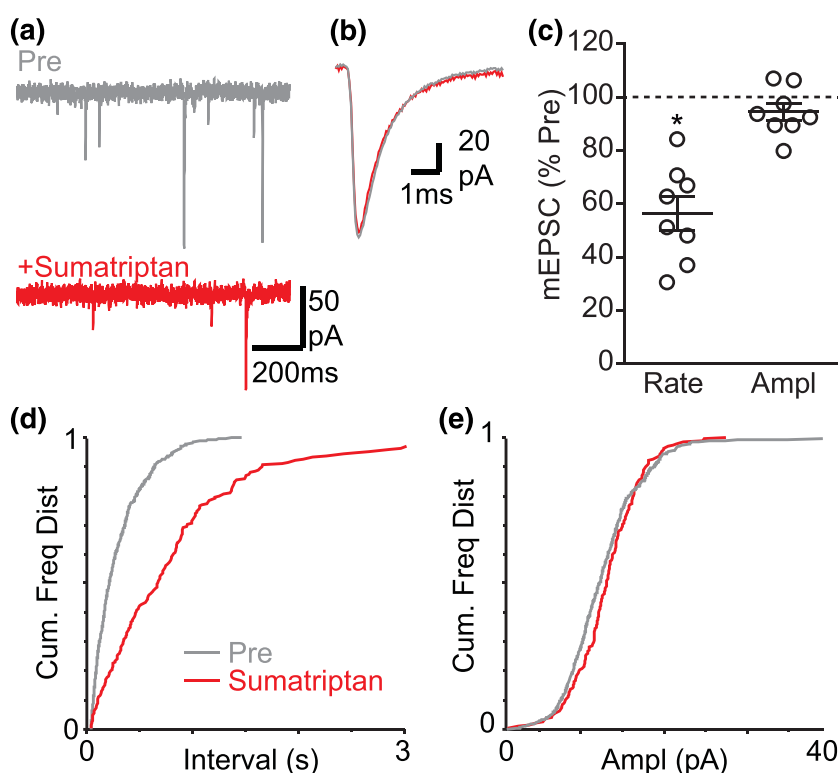 (a)
Pre
+Sumatriptan
50
pA
200ms
(b)
20
pA
1ms
(c)
mEPSC (% Pre)
120
100
80
60
40
20
0
*
Rate
Ampl
(d)
Cum. Freq Dist
1
0
Pre
Sumatriptan
0
3
Interval (s)
(e)
Cum. Freq Dist
1
0
0
40
Ampl (pA)